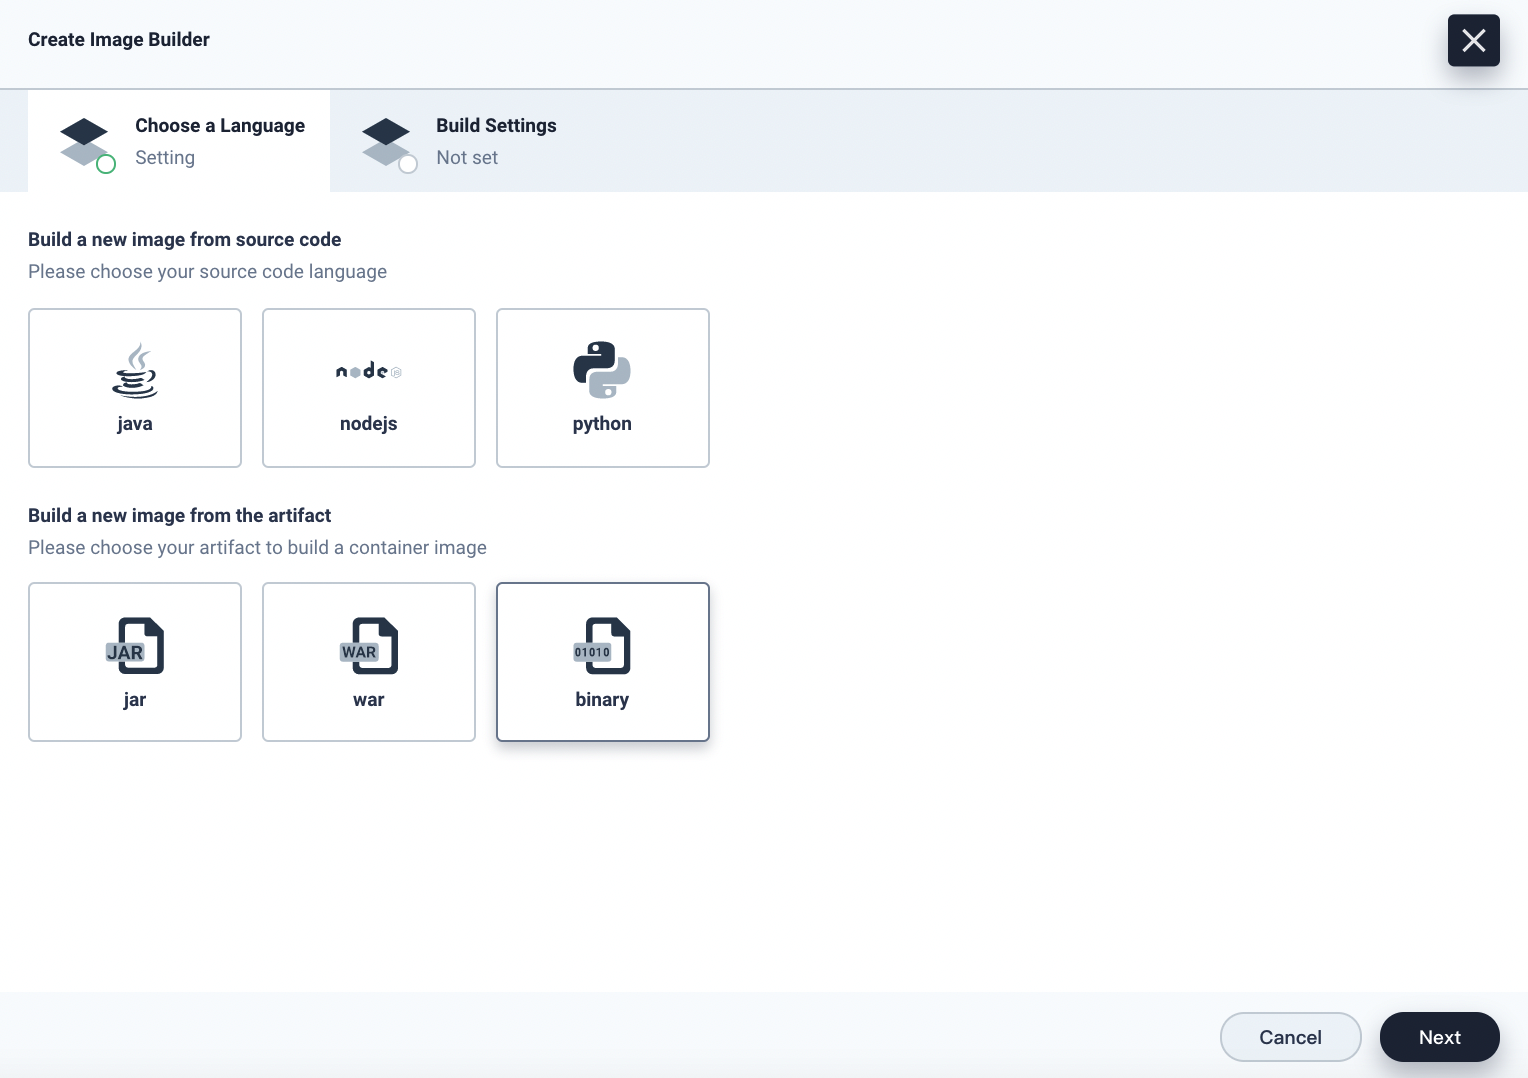 Create Image Builder
Choose a Language
Setting
Build Settings
Not set
Build a new image from source code
Please choose your source code language
node JS
java
nodejs
python
Build a new image from the artifact
Please choose your artifact to build a container image
JAR
WAR
01010
jar
war
binary
Cancel
Next